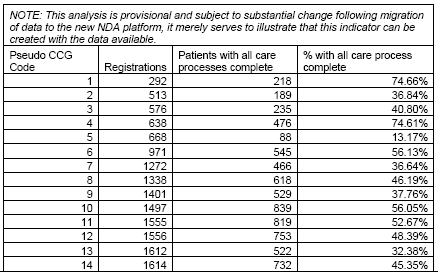 NOTE: This analysis is provisional and subject to substantial change following migration
of data to the new NDA platform, it merely serves to illustrate that this indicator can be
created with the data available.
Pseudo CCG Code Registrations Patients with all care processes complete % with all care process complete
1 292 218 74.66%
2 513 189 36.84%
3 576 235 40.80%
4 638 476 74.61%
5 668 88 13.17%
6 971 545 56.13%
7 1272 466 36.64%
8 1338 618 46.19%
9 1401 529 37.76%
10 1497 839 56.05%
11 1555 819 52.67%
12 1556 753 48.39%
13 1612 522 32.38%
14 1614 732 45.35%